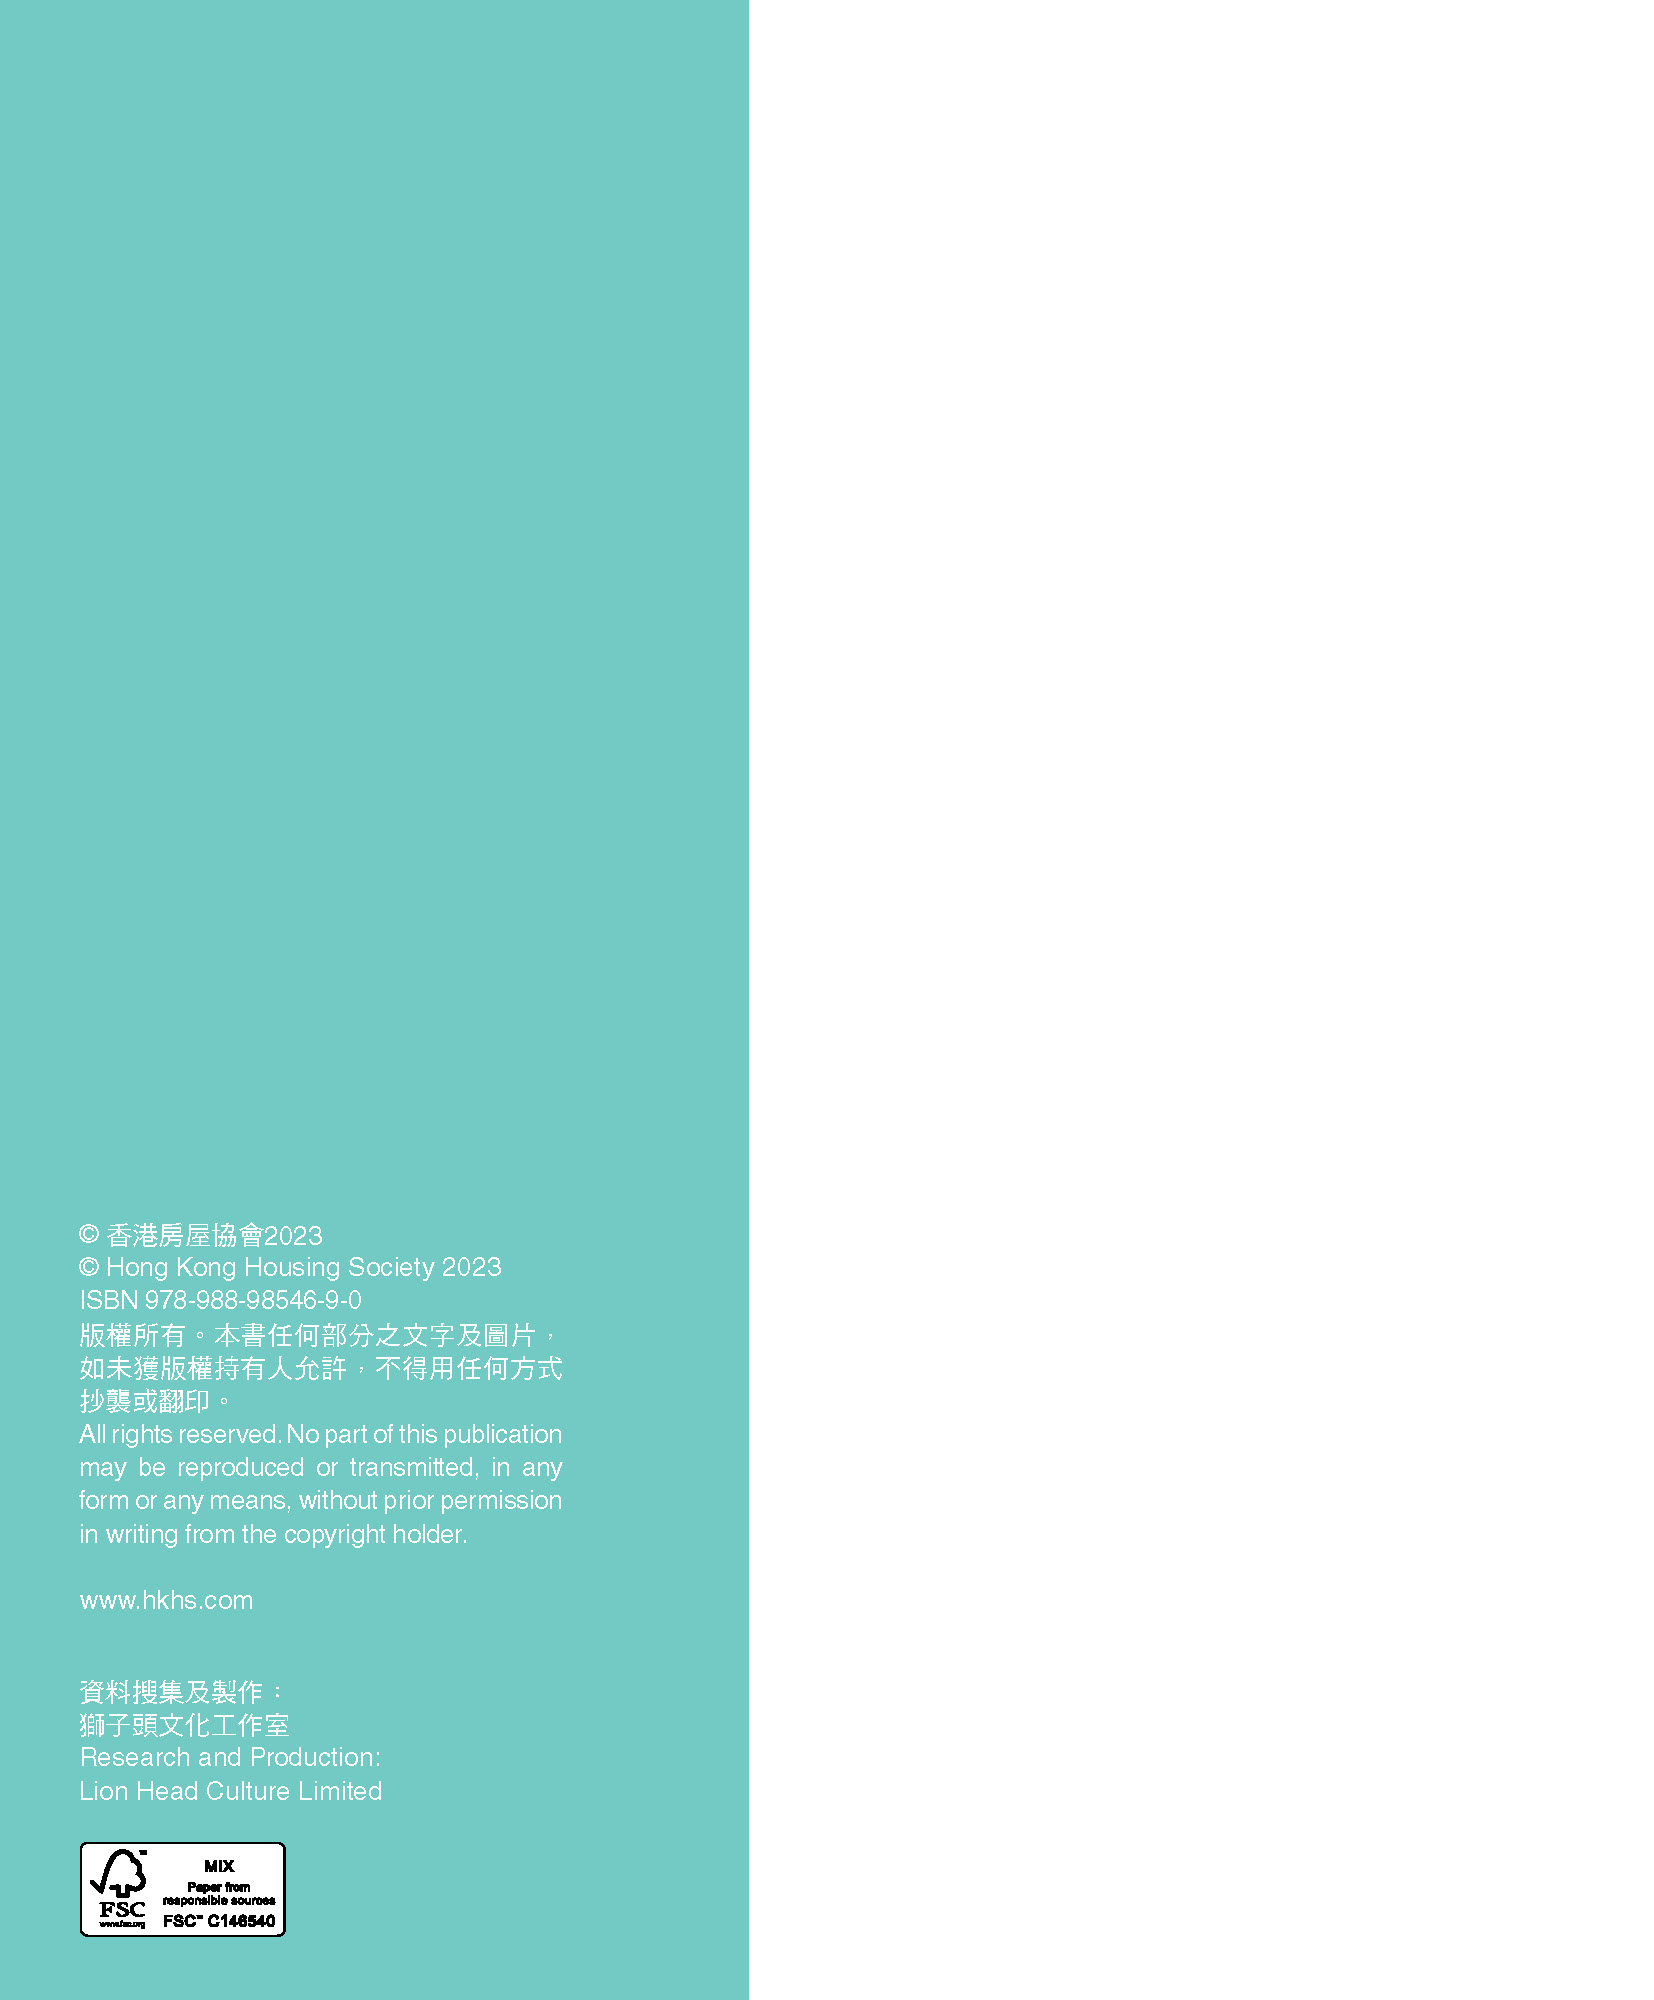 © 香港房屋協會2023
© Hong Kong Housing Society 2023
ISBN 978-988-98546-9-0
版權所有。本書任何部分之文字及圖片，
如未獲版權持有人允許，不得用任何方式
抄襲或翻印。
All rights reserved. No part of this publication
may be reproduced or transmitted, in any
form or any means, without prior permission
in writing from the copyright holder.
www.hkhs.com
資料搜集及製作：
獅子頭文化工作室
Research and Production:
Lion Head Culture Limited
FSC
www.fsc.org
MIX
Paper from
responsible sources
FSC™ C146540